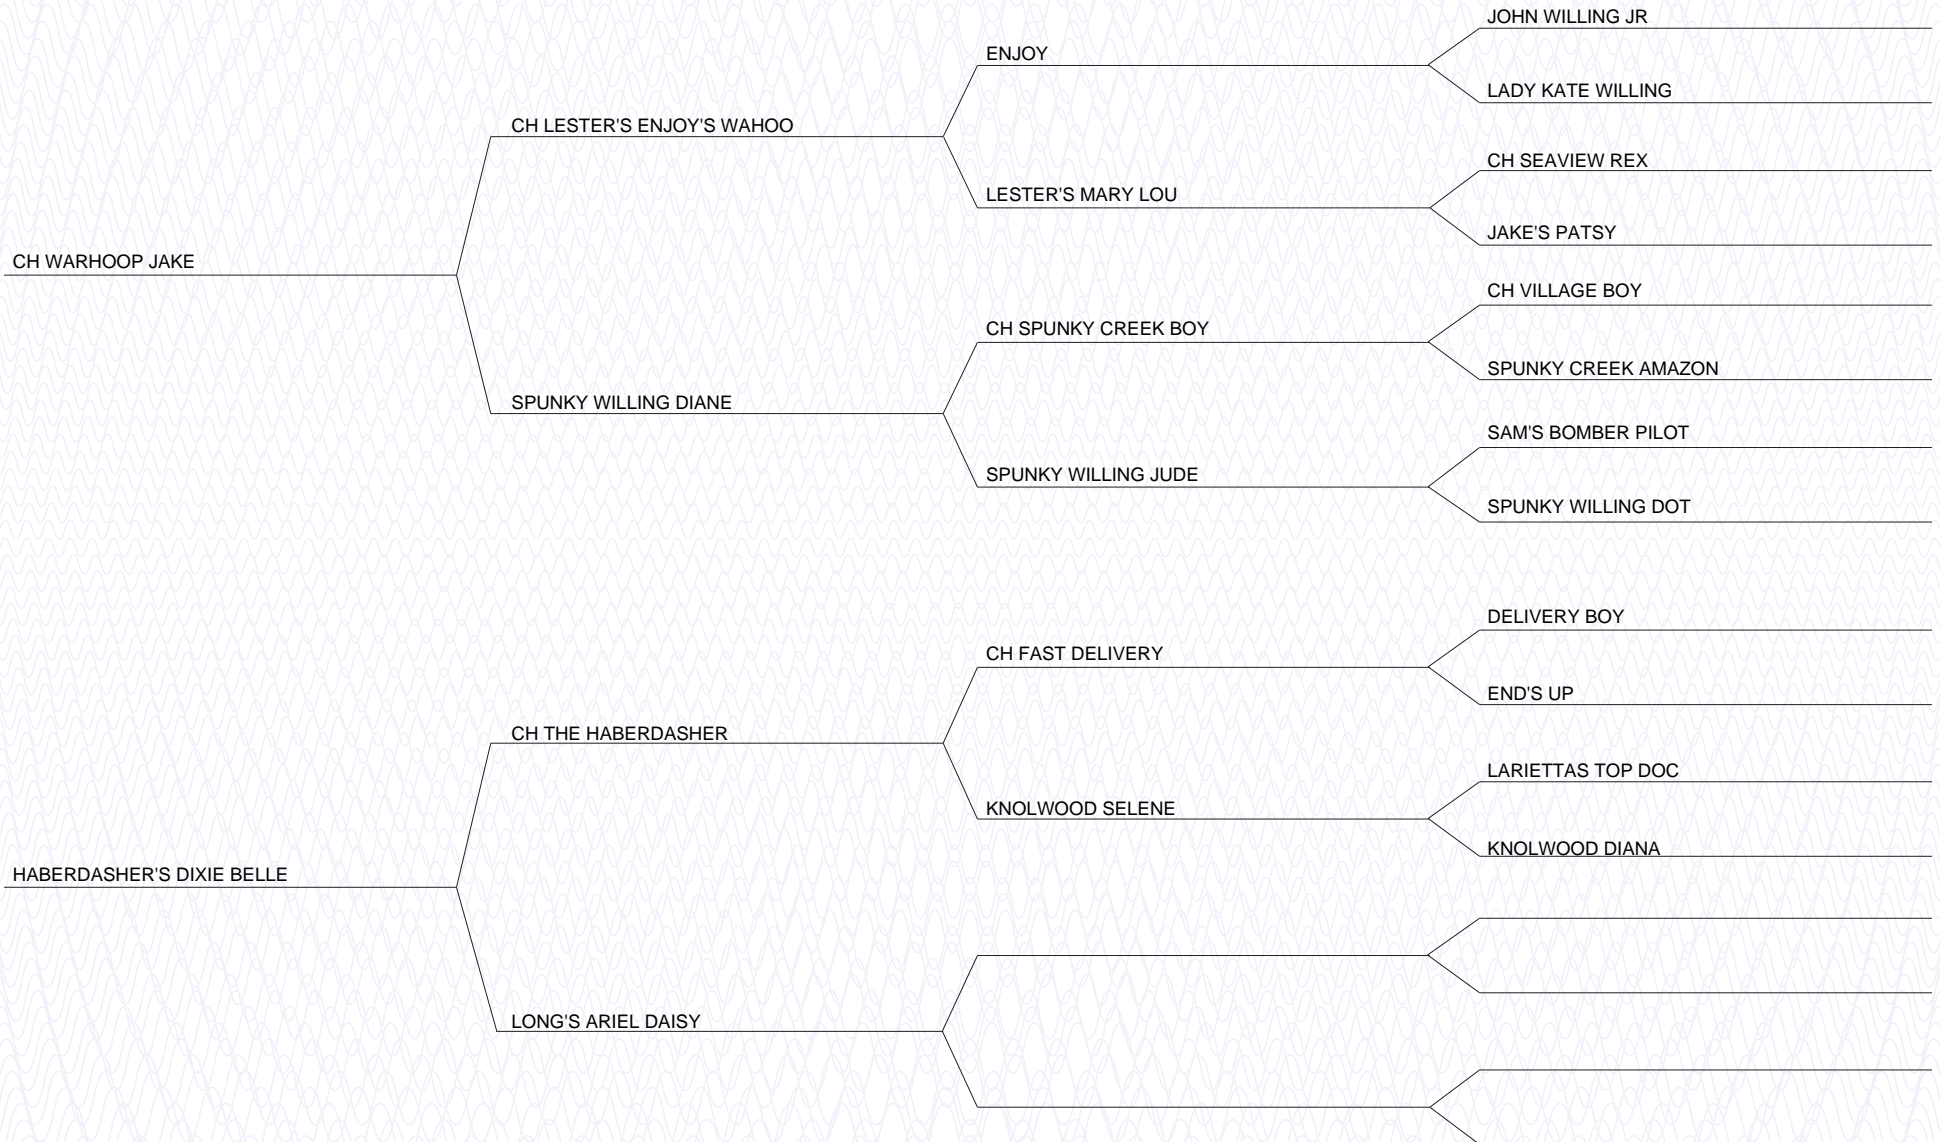 JOHN WILLING JR
ENJOY
LADY KATE WILLING
CH LESTER'S ENJOY'S WAHOO
CH SEAVIEW REX
LESTER'S MARY LOU
JAKE'S PATSY
CH WARHOOP JAKE
CH VILLAGE BOY
CH SPUNKY CREEK BOY
SPUNKY CREEK AMAZON
SPUNKY WILLING DIANE
SAM'S BOMBER PILOT
SPUNKY WILLING JUDE
SPUNKY WILLING DOT
DELIVERY BOY
CH FAST DELIVERY
END'S UP
CH THE HABERDASHER
LARIETTAS TOP DOC
KNOLWOOD SELENE
KNOLWOOD DIANA
HABERDASHER'S DIXIE BELLE
LONG'S ARIEL DAISY